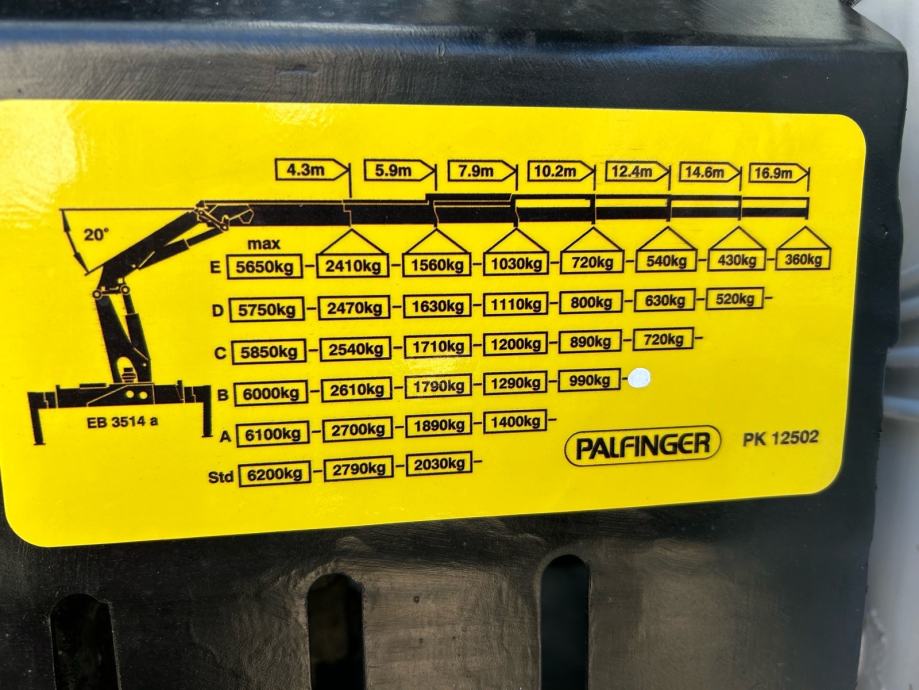 4.3m 5.9m 7.9m 10.2m 12.4m 14.6m 16.9m
20°
max
E 5650kg 2410kg 1560kg 1030kg 720kg 540kg 430kg 360kg
D 5750kg 2470kg 1630kg 1110kg 800kg 630kg 520kg
C 5850kg 2540kg 1710kg 1200kg 890kg 720kg
B 6000kg 2610kg 1790kg 1290kg 990kg
EB 3514 a
A 6100kg 2700kg 1890kg 1400kg
PALFINGER PK 12502
Std 6200kg 2790kg 2030kg